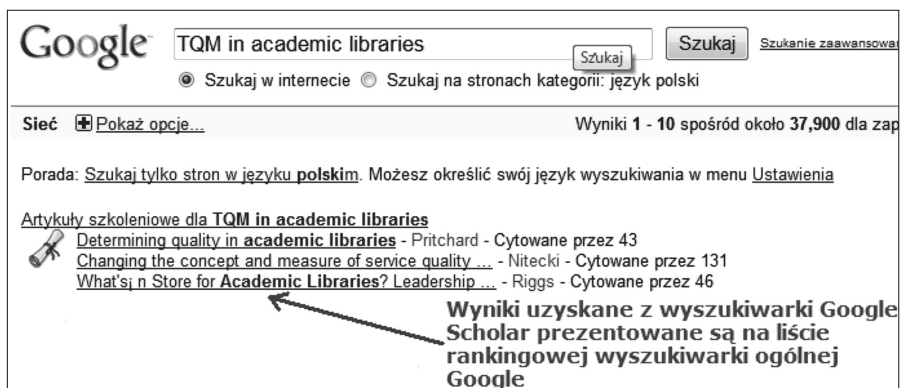 Google TQM in academic libraries Szukaj Szukanie zaawansowa
Szukaj
Szukaj w internecie Szukaj na stronach kategorii: język polski
Sieć Pokaż opcje... Wyniki 1 - 10 spośród około 37,900 dla zap
Porada: Szukaj tylko stron w języku polskim. Możesz określić swój język wyszukiwania w menu Ustawienia
Artykuły szkoleniowe dla TQM in academic libraries
Determining quality in academic libraries - Pritchard - Cytowane przez 43
Changing the concept and measure of service quality ... - Nitecki - Cytowane przez 131
What's¡ n Store for Academic Libraries? Leadership ... - Riggs - Cytowane przez 46
Wyniki uzyskane z wyszukiwarki Google
Scholar prezentowane są na liście
rankingowej wyszukiwarki ogólnej
Google